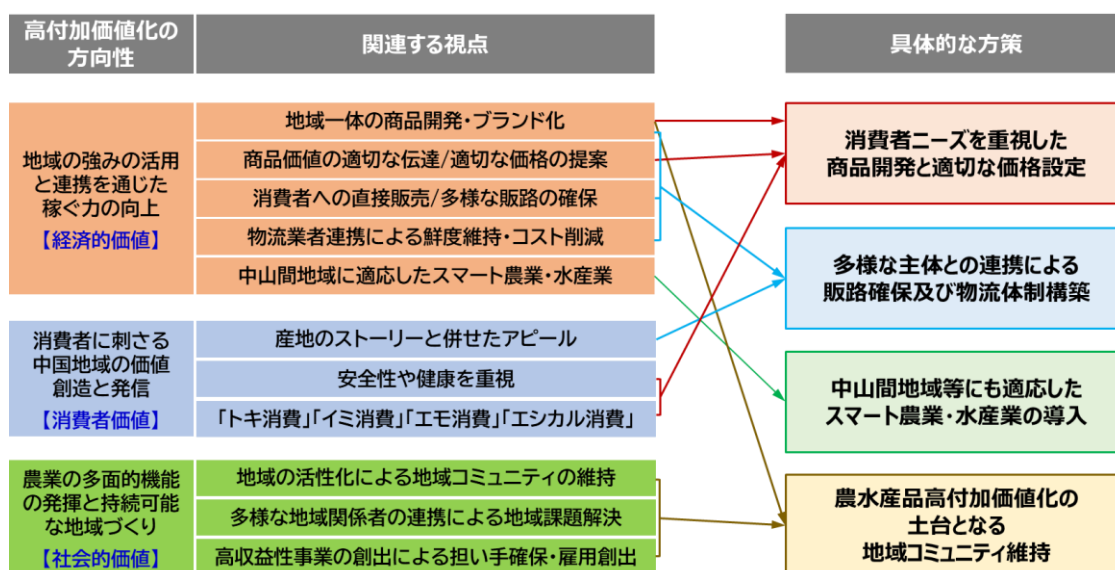 高付加価値化の
方向性
関連する視点
具体的な方策
地域の強みの活用
と連携を通じた
稼ぐ力の向上
【経済的価値】
地域一体の商品開発・ブランド化
商品価値の適切な伝達/適切な価格の提案
消費者への直接販売/多様な販路の確保
物流業者連携による鮮度維持・コスト削減
中山間地域に適応したスマート農業・水産業
消費者に刺さる
中国地域の価値
創造と発信
【消費者価値】
産地のストーリーと併せたアピール
安全性や健康を重視
「トキ消費」「イミ消費」「エモ消費」「エシカル消費」
農業の多面的機能
の発揮と持続可能
な地域づくり
【社会的価値】
地域の活性化による地域コミュニティの維持
多様な地域関係者の連携による地域課題解決
高収益性事業の創出による担い手確保・雇用創出
消費者ニーズを重視した
商品開発と適切な価格設定
多様な主体との連携による
販路確保及び物流体制構築
中山間地域等にも適応した
スマート農業・水産業の導入
農水産品高付加価値化の
土台となる
地域コミュニティ維持